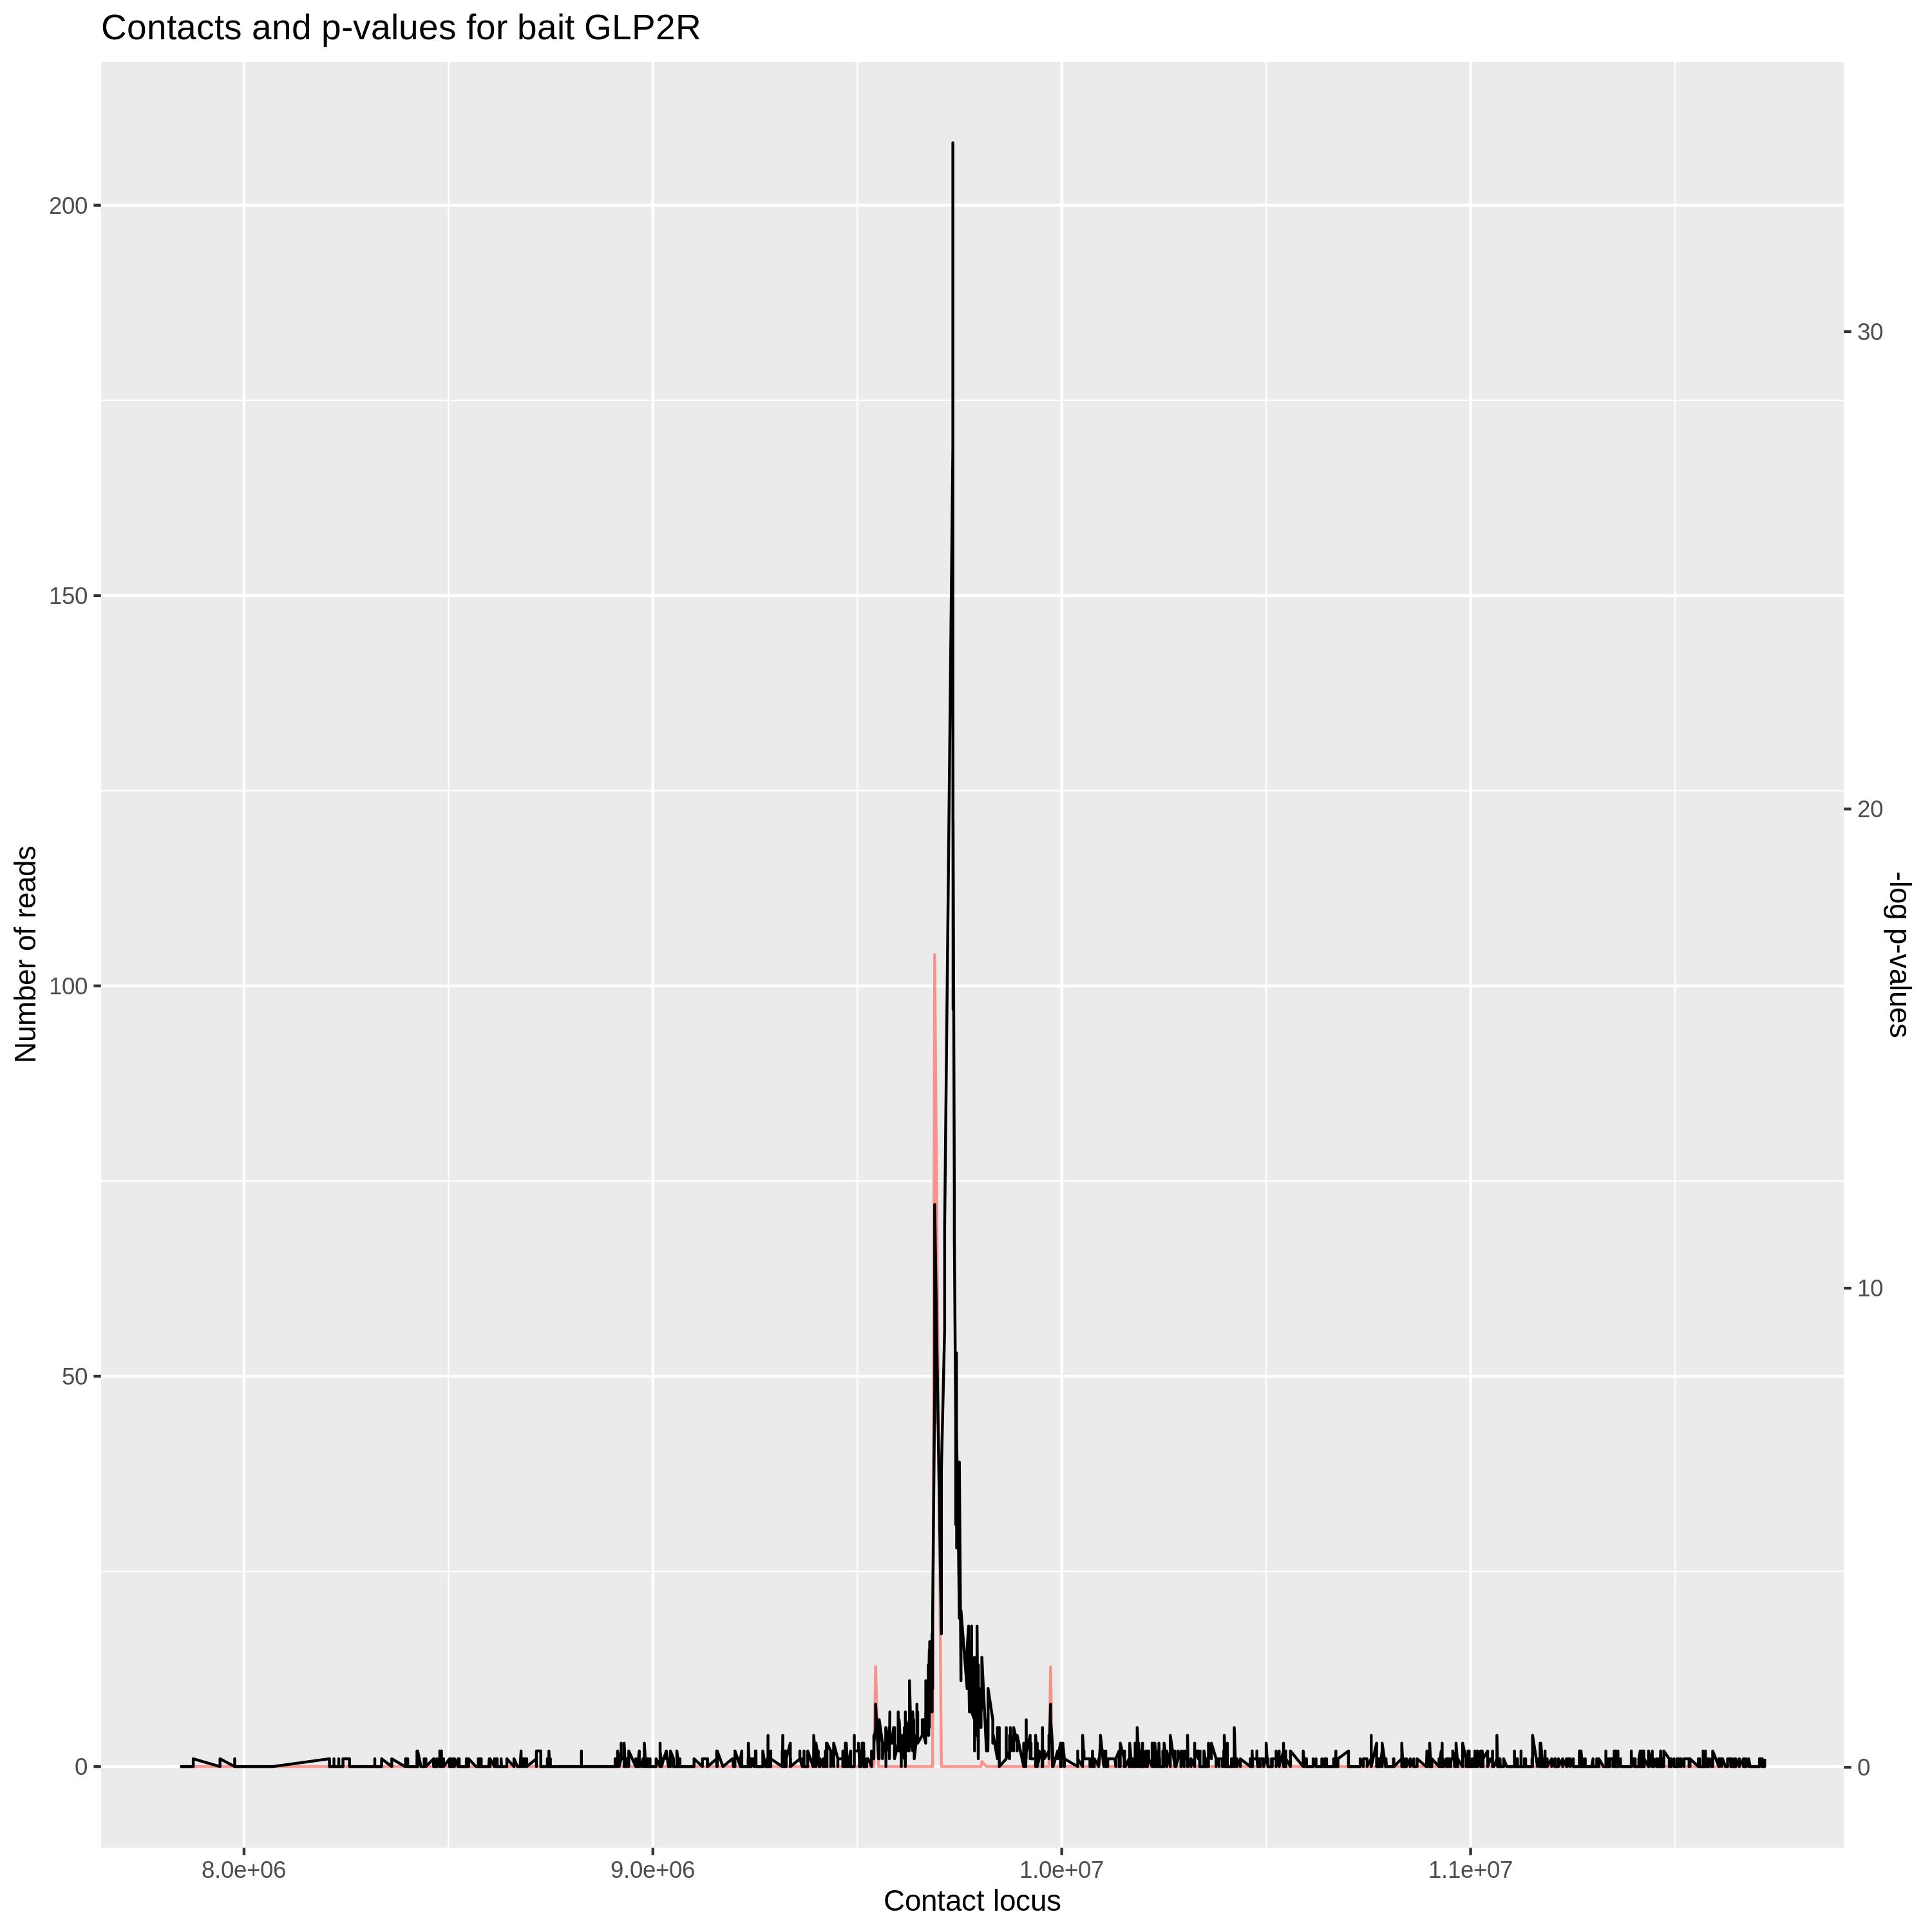 Contacts and p-values for bait GLP2R
200
150
100
50
0
30
20
10
0
Number of reads
-log p-values
8.0e+06
9.0e+06
1.0e+07
1.1e+07
Contact locus